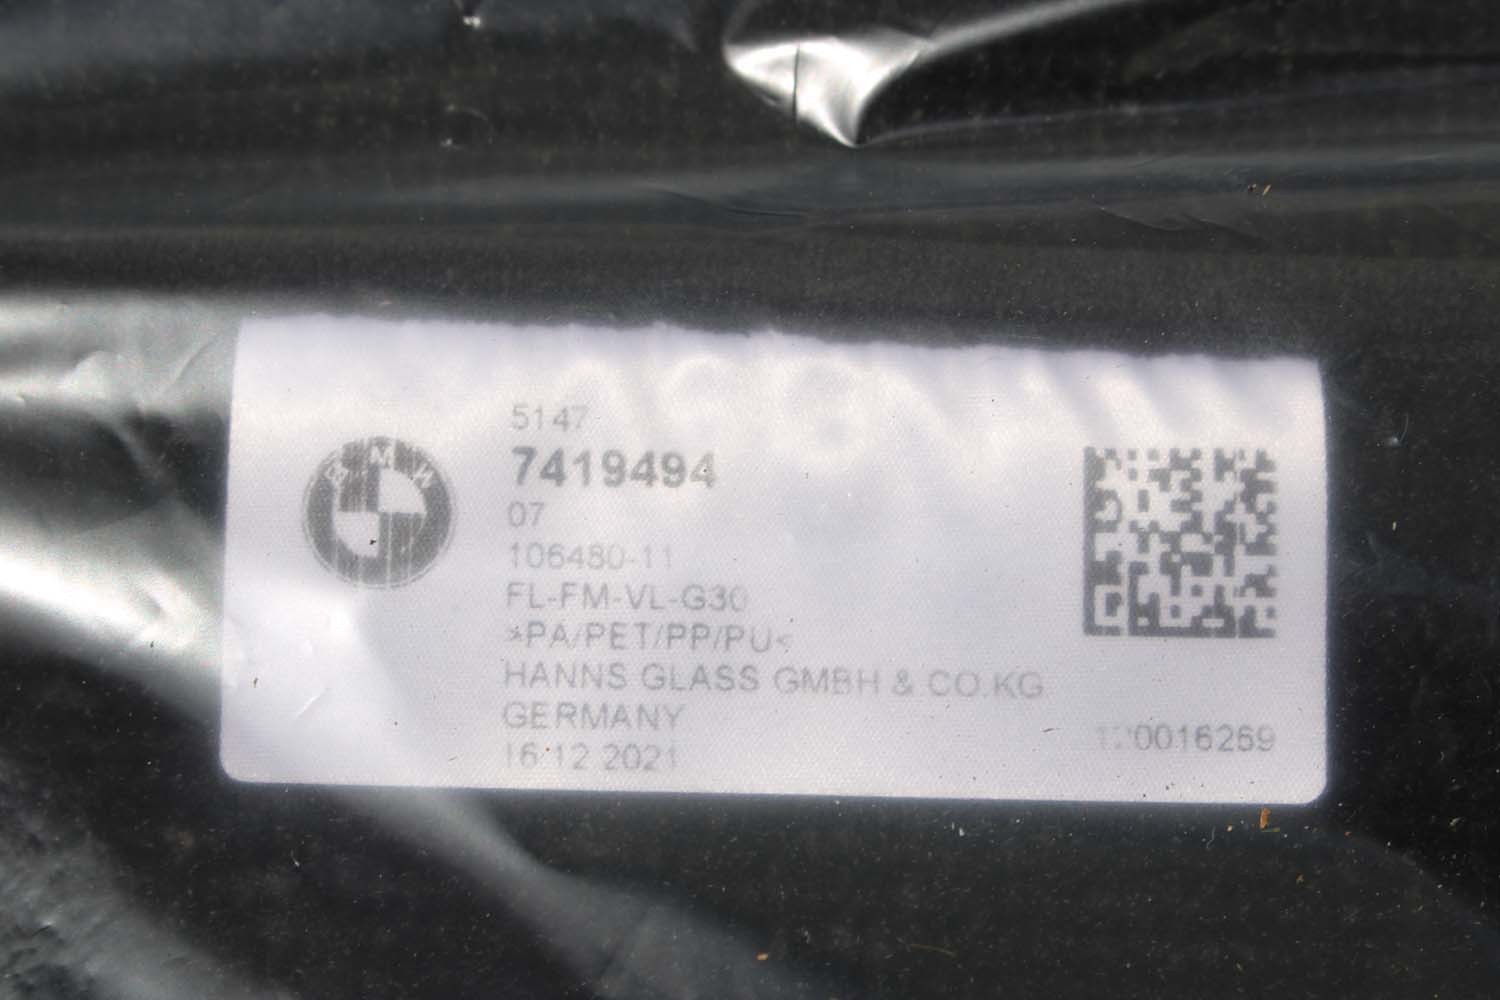 BMW
5147
7419494
07
106480-11
FL-FM-VL-G30
>PA/PET/PP/PU<
HANNS GLASS GMBH & CO.KG
GERMANY
16.12.2021